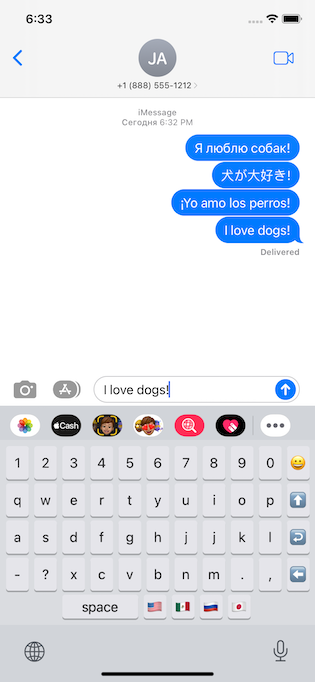 6:33
JA
+1 (888) 555-1212
iMessage
Сегодня 6:32 PM
Я люблю собак!
犬が大好き!
¡Yo amo los perros!
I love dogs!
Delivered
I love dogs!
Cash
1 2 3 4 5 6 7 8 9 0
q w e r t y u i o p
a s d f g h j j k l
- ? x c v b n m . ,
space